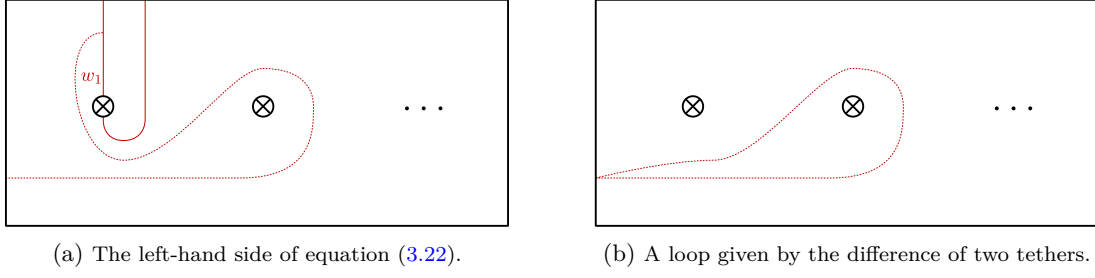 w₁
· · ·
· · ·
(a) The left-hand side of equation (3.22).
(b) A loop given by the difference of two tethers.